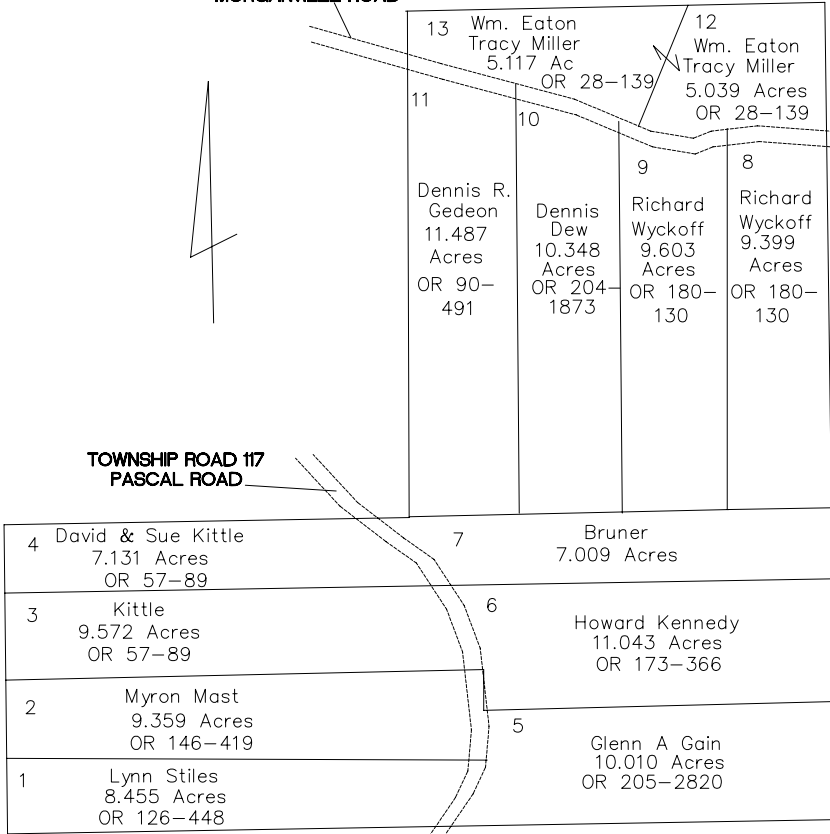 13 Wm. Eaton
Tracy Miller
5.117 Ac
OR 28-139
12
Wm. Eaton
Tracy Miller
5.039 Acres
OR 28-139
11
Dennis R.
Gedeon
11.487
Acres
OR 90-
491
10
Dennis
Dew
10.348
Acres
OR 204-
1873
9
Richard
Wyckoff
9.603
Acres
OR 180-
130
8
Richard
Wyckoff
9.399
Acres
OR 180-
130
TOWNSHIP ROAD 117
PASCAL ROAD
4 David & Sue Kittle
7.131 Acres
OR 57-89
7 Bruner
7.009 Acres
3 Kittle
9.572 Acres
OR 57-89
6
Howard Kennedy
11.043 Acres
OR 173-366
2 Myron Mast
9.359 Acres
OR 146-419
5
Glenn A Gain
10.010 Acres
OR 205-2820
1 Lynn Stiles
8.455 Acres
OR 126-448